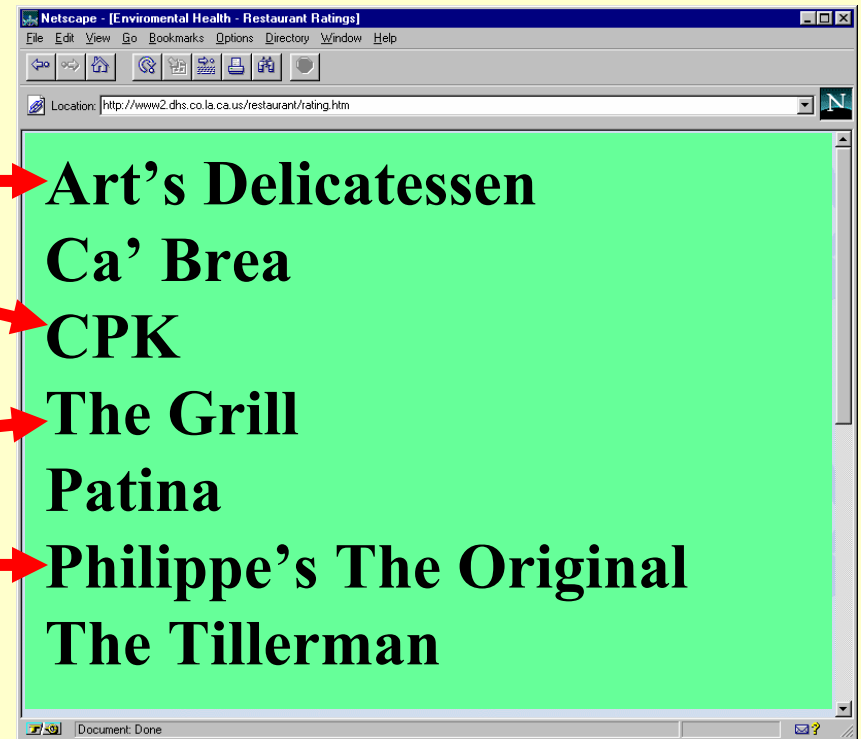 Netscape - [Enviromental Health - Restaurant Ratings]
File Edit View Go Bookmarks Options Directory Window Help
Location: http://www2.dhs.co.la.ca.us/restaurant/rating.htm
N
Art’s Delicatessen
Ca’ Brea
CPK
The Grill
Patina
Philippe’s The Original
The Tillerman
Document: Done
?